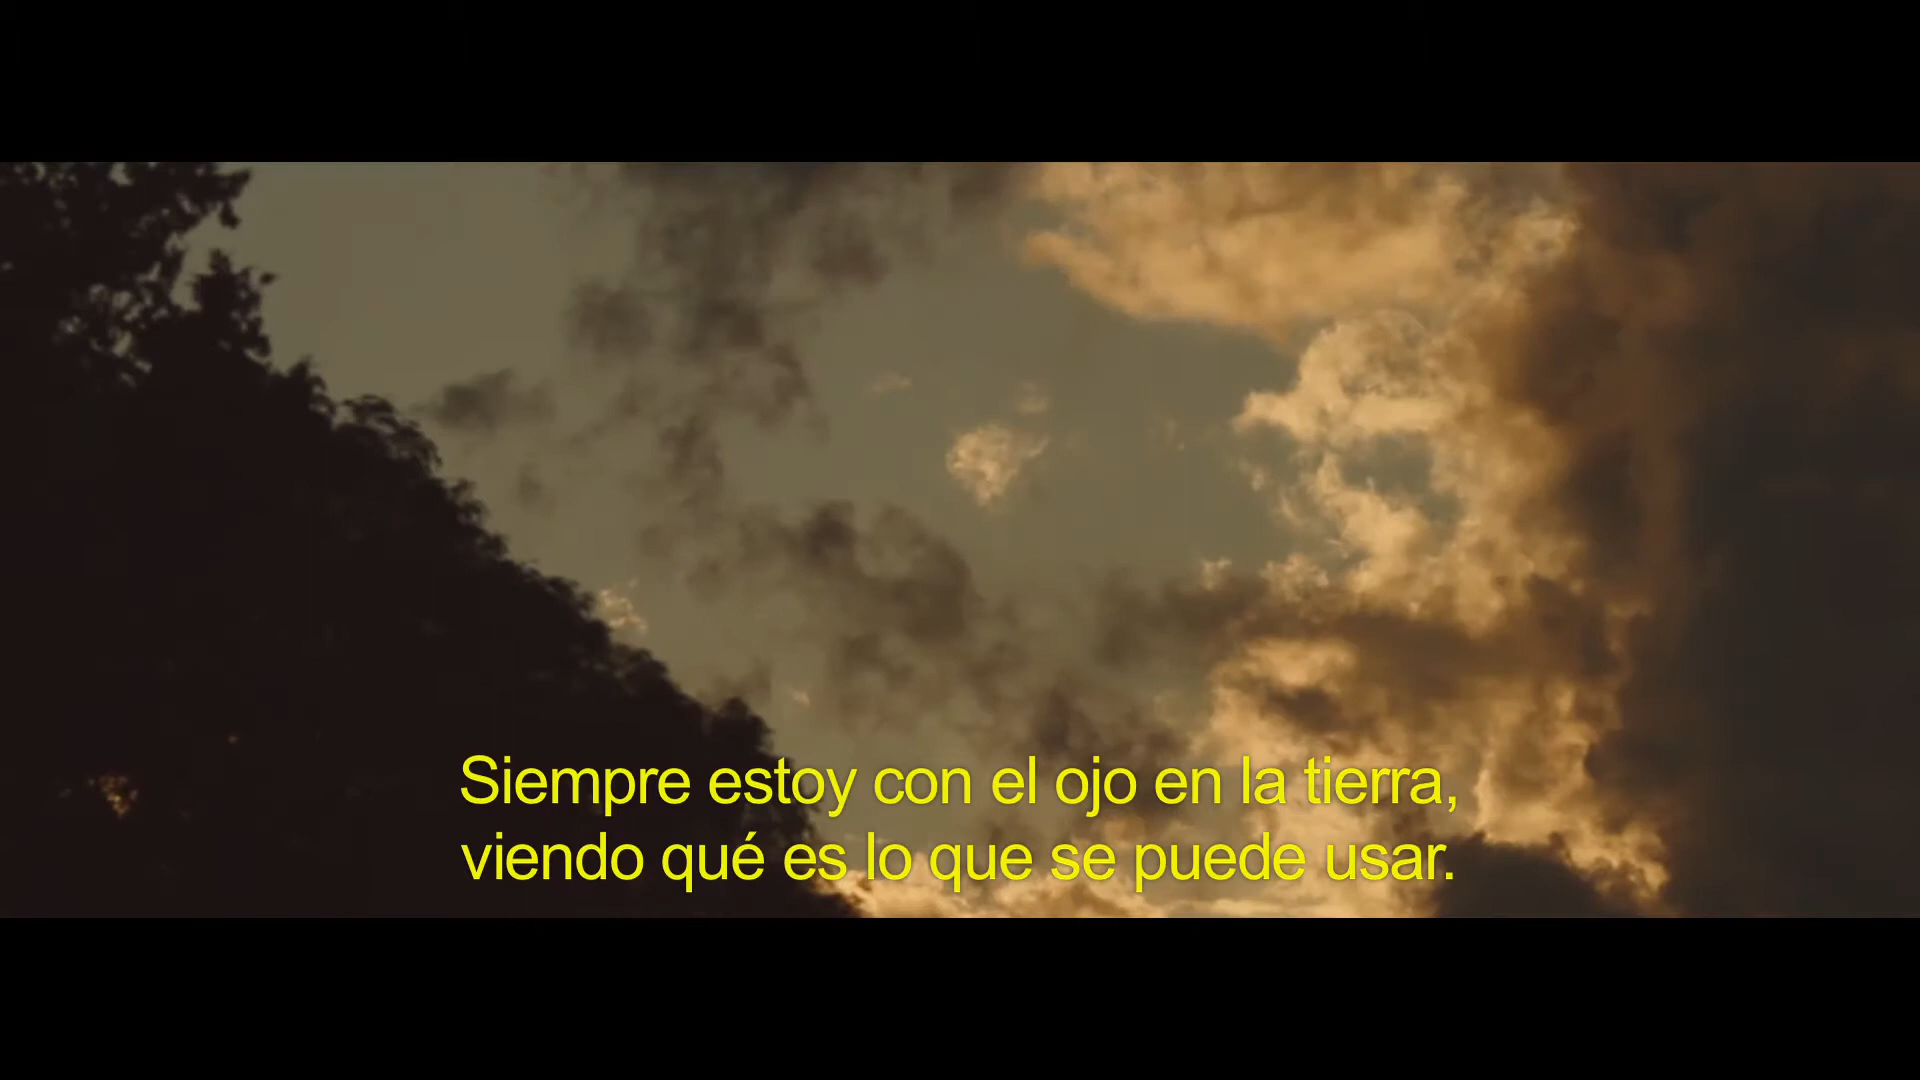 Siempre estoy con el ojo en la tierra,
viendo qué es lo que se puede usar.